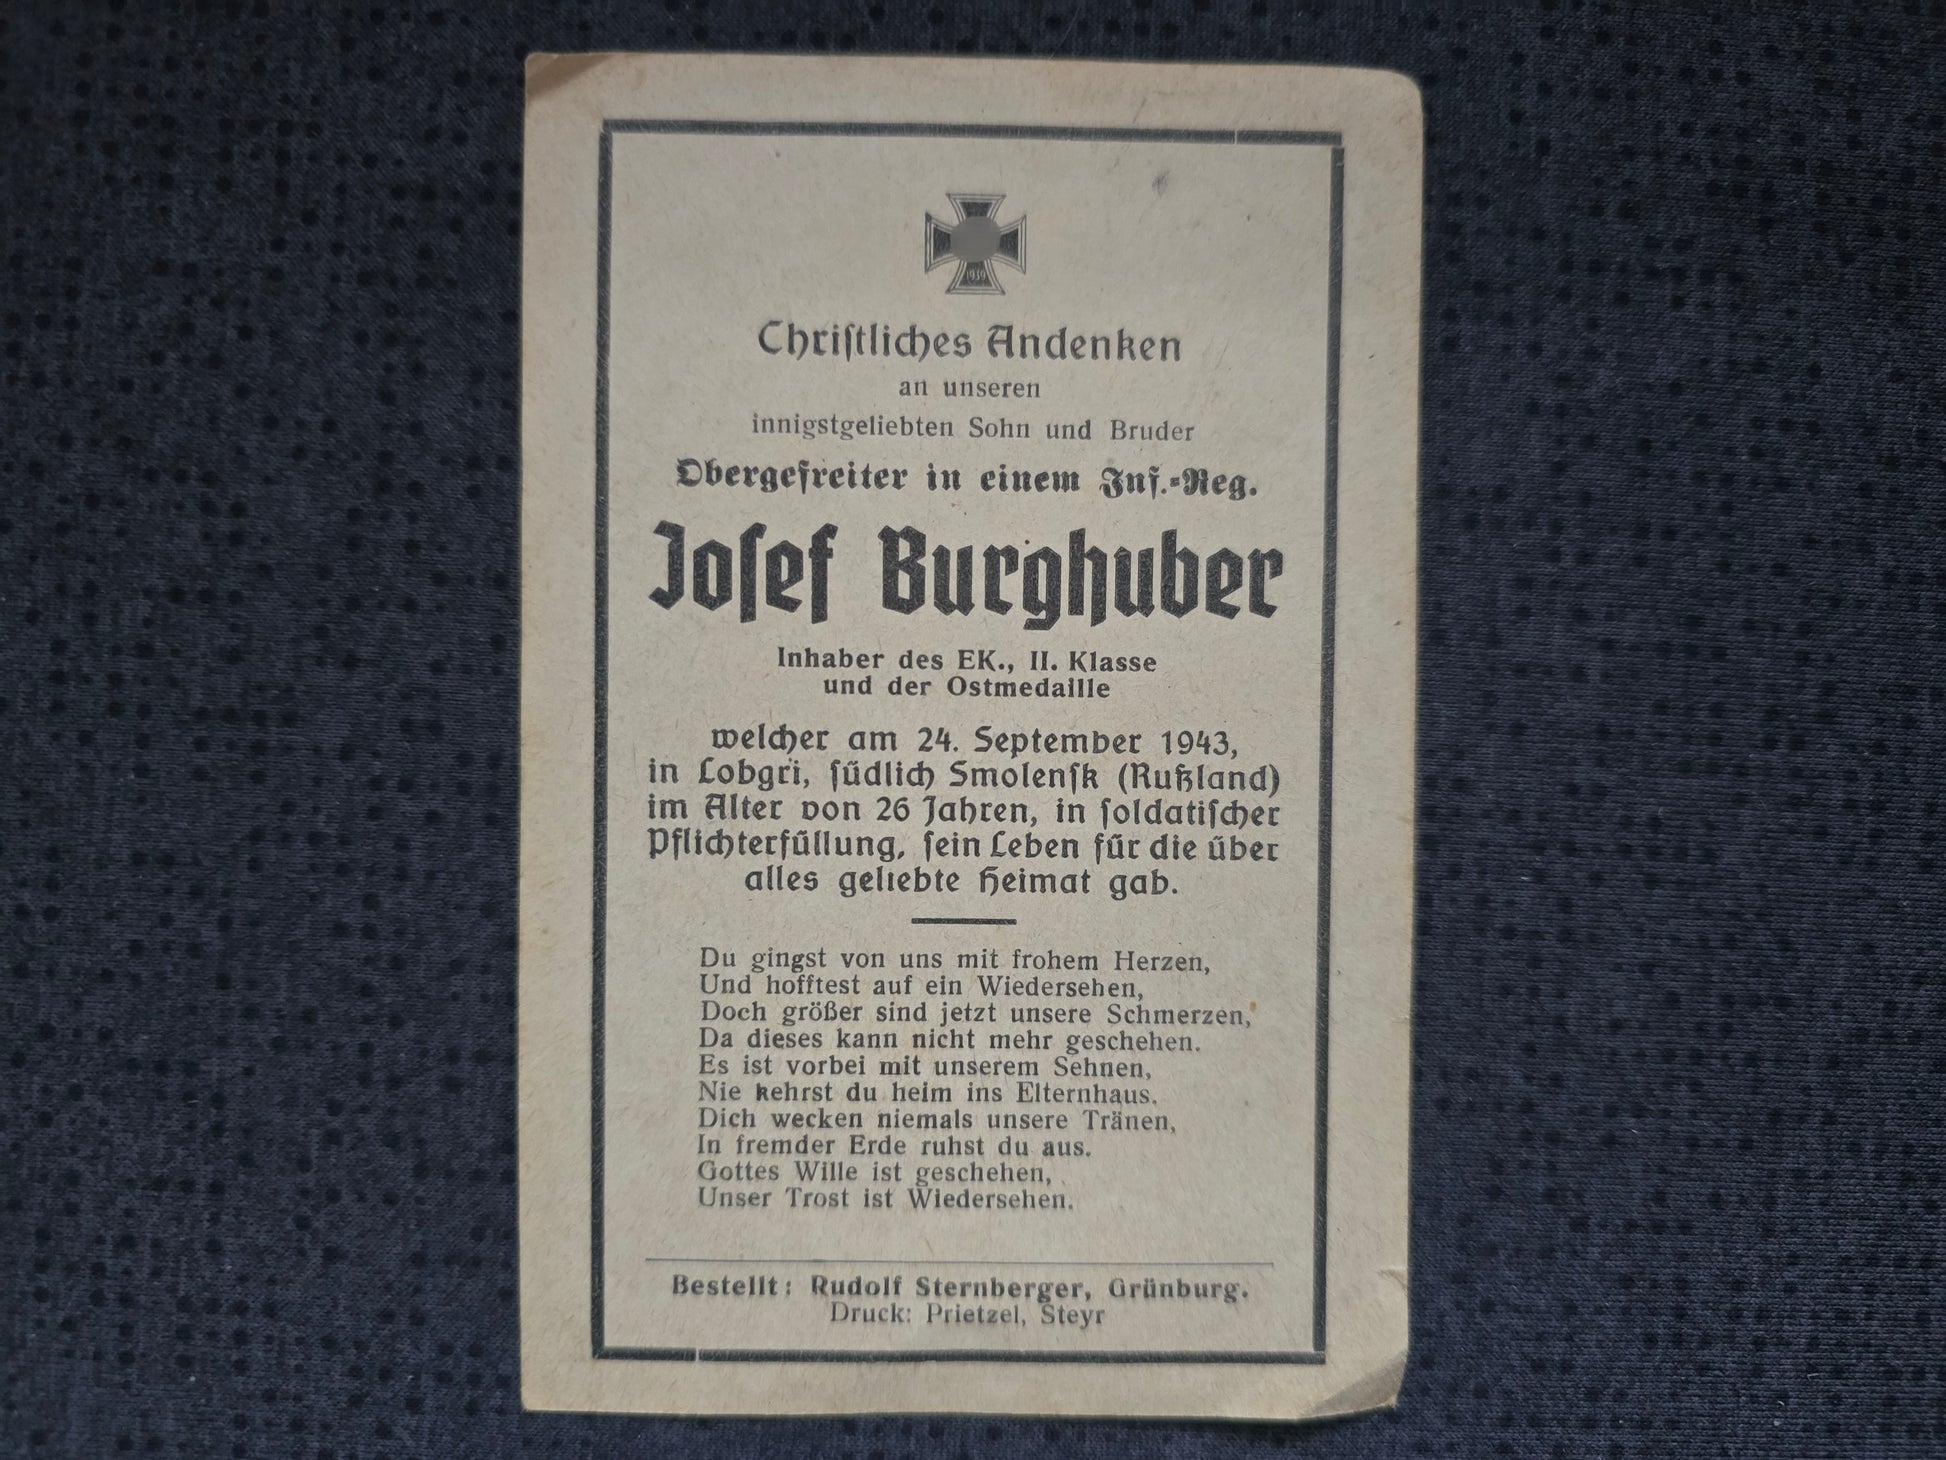 1939
Chriſtliches Andenken
an unseren
innigstgeliebten Sohn und Bruder
Obergefreiter in einem Inf.=Reg.
Joſef Burghuber
Inhaber des EK., II. Klasse
und der Ostmedaille
welcher am 24. September 1943,
in Lobgri, ſüdlich Smolenſk (Rußland)
im Alter von 26 Jahren, in ſoldatiſcher
Pflichterfüllung, ſein Leben für die über
alles geliebte Heimat gab.
Du gingst von uns mit frohem Herzen,
Und hofftest auf ein Wiedersehen,
Doch größer sind jetzt unsere Schmerzen,
Da dieses kann nicht mehr geschehen.
Es ist vorbei mit unserem Sehnen,
Nie kehrst du heim ins Elternhaus.
Dich wecken niemals unsere Tränen,
In fremder Erde ruhst du aus.
Gottes Wille ist geschehen,
Unser Trost ist Wiedersehen.
Bestellt: Rudolf Sternberger, Grünburg.
Druck: Prietzel, Steyr